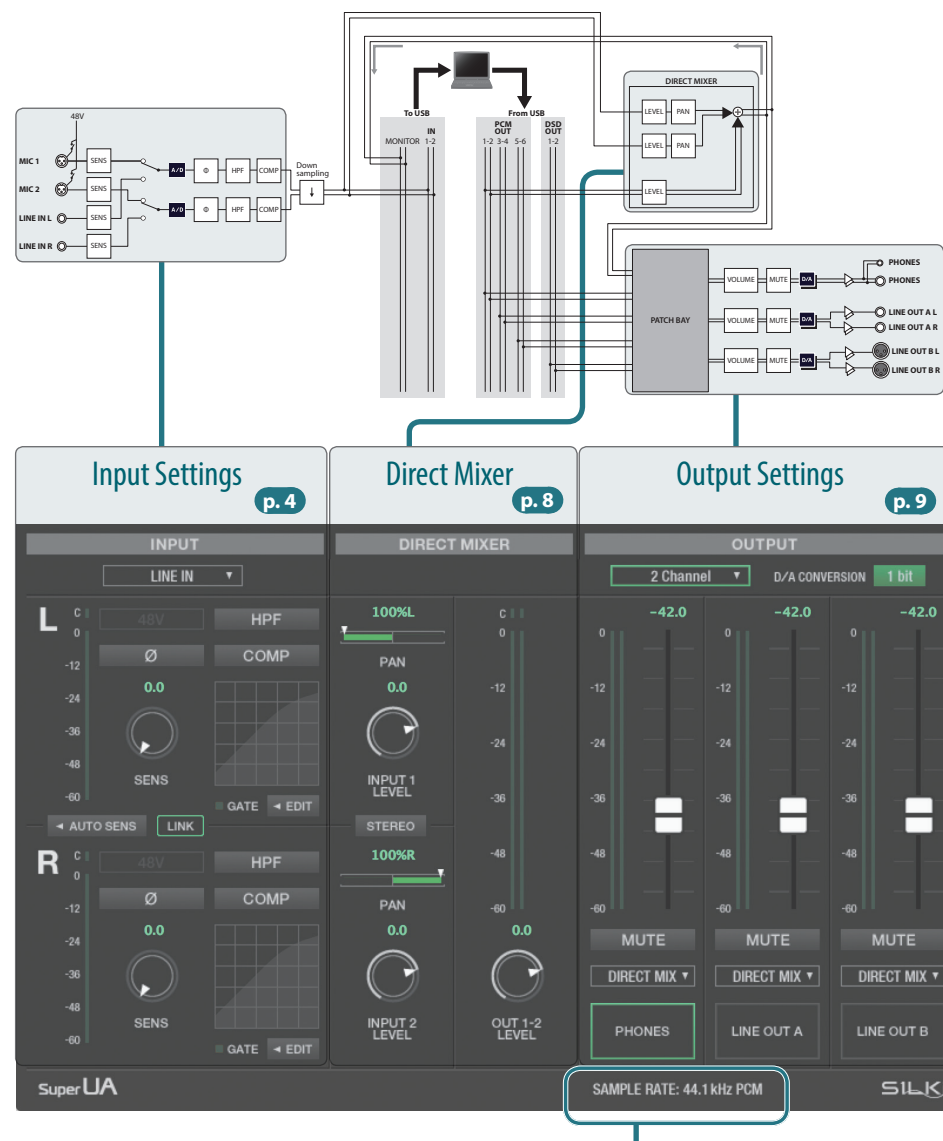 DIRECT MIXER
LEVEL PAN
LEVEL PAN
LEVEL
To USB
IN
MONITOR 1-2
From USB
PCM OUT
1-2 3-4 5-6
DSD OUT
1-2
48V
MIC 1
MIC 2
LINE IN L
LINE IN R
SENS
SENS
SENS
SENS
A/D Φ HPF COMP
A/D Φ HPF COMP
Down sampling
↓
PATCH BAY
VOLUME MUTE D/A
VOLUME MUTE D/A
VOLUME MUTE D/A
PHONES
PHONES
LINE OUT A L
LINE OUT A R
LINE OUT B L
LINE OUT B R
Input Settings
p. 4
Direct Mixer
p. 8
Output Settings
p. 9
INPUT
LINE IN ▼
L
C
0
-12
-24
-36
-48
-60
48V
HPF
Ø
COMP
0.0
SENS
GATE ◄ EDIT
◄ AUTO SENS LINK
R
C
0
-12
-24
-36
-48
-60
48V
HPF
Ø
COMP
0.0
SENS
GATE ◄ EDIT
DIRECT MIXER
100%L
PAN
0.0
INPUT 1
LEVEL
STEREO
100%R
PAN
0.0
INPUT 2
LEVEL
C
0
-12
-24
-36
-48
-60
0.0
OUT 1-2
LEVEL
OUTPUT
2 Channel ▼
D/A CONVERSION 1 bit
-42.0
0
-12
-24
-36
-48
-60
MUTE
DIRECT MIX ▼
PHONES
-42.0
0
-12
-24
-36
-48
-60
MUTE
DIRECT MIX ▼
LINE OUT A
-42.0
0
-12
-24
-36
-48
-60
MUTE
DIRECT MIX ▼
LINE OUT B
Super UA
SAMPLE RATE: 44.1 kHz PCM
S1LK